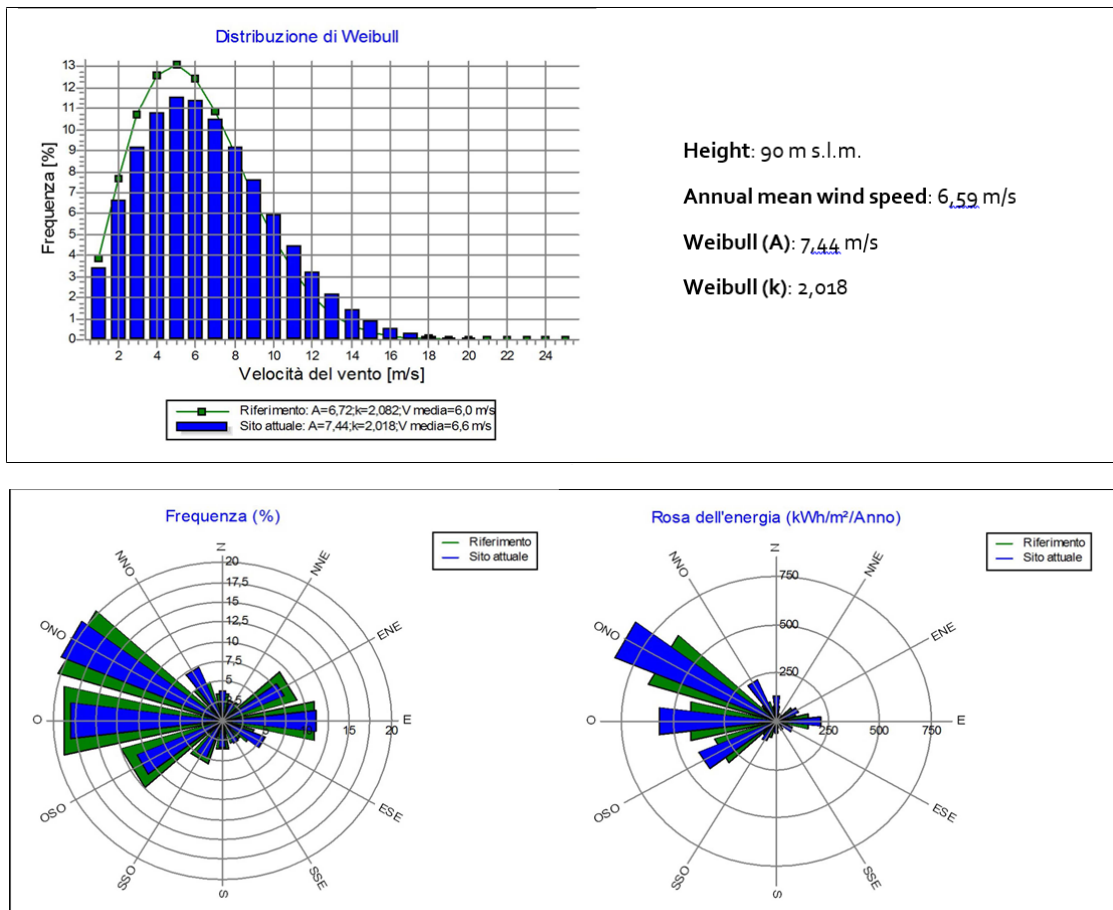 Distribuzione di Weibull
Frequenza [%]
13
12
11
10
9
8
7
6
5
4
3
2
1
0
2 4 6 8 10 12 14 16 18 20 22 24
Velocità del vento [m/s]
Riferimento: A=6,72;k=2,082;V media=6,0 m/s
Sito attuale: A=7,44;k=2,018;V media=6,6 m/s
Height: 90 m s.l.m.
Annual mean wind speed: 6,59 m/s
Weibull (A): 7,44 m/s
Weibull (k): 2,018
Frequenza (%)
Riferimento
Sito attuale
N
NNE
ENE
E
ESE
SSE
S
SSO
OSO
O
ONO
NNO
20
17,5
15
12,5
10
7,5
5
15 20
Rosa dell'energia (kWh/m²/Anno)
Riferimento
Sito attuale
N
NNE
ENE
E
ESE
SSE
S
SSO
OSO
O
ONO
NNO
750
500
250
250 500 750